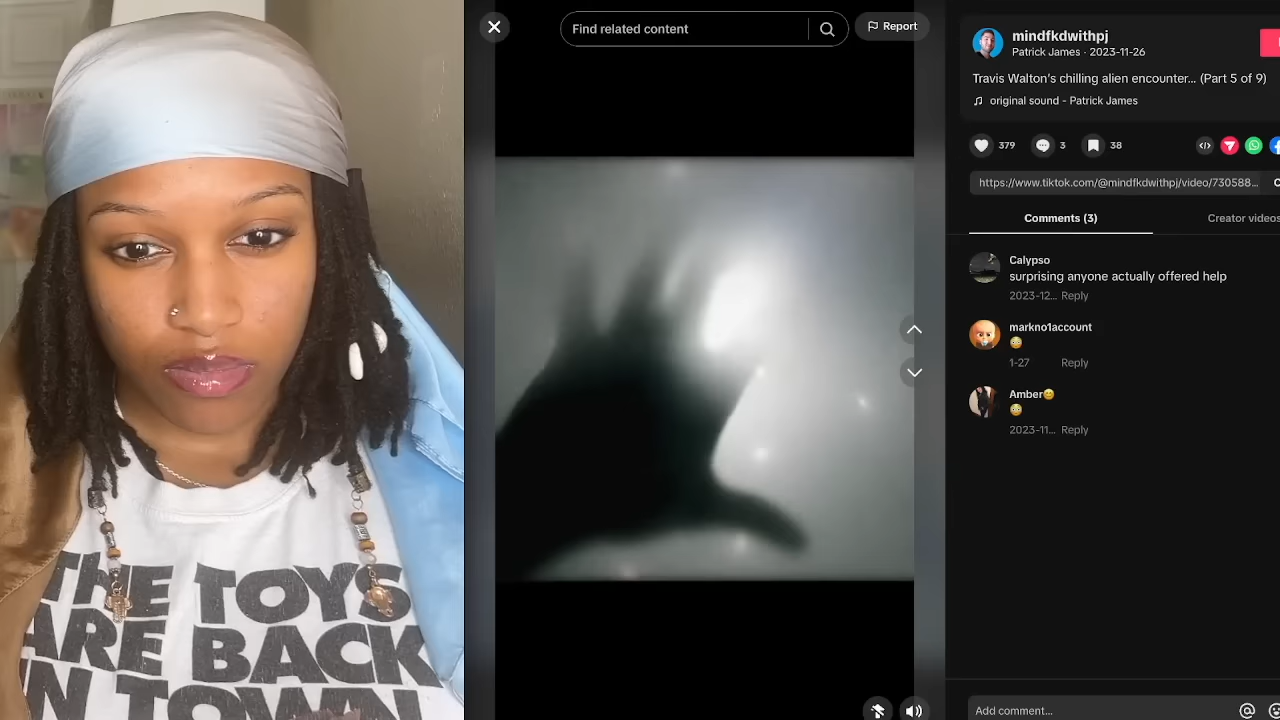 THE TOYS
ARE BACK
IN TOWN
Find related content
Report
mindfkdwithpj
Patrick James · 2023-11-26
Travis Walton's chilling alien encounter... (Part 5 of 9)
original sound - Patrick James
379
3
38
https://www.tiktok.com/@mindfkdwithpj/video/730588...
Comments (3)
Creator videos
Calypso
surprising anyone actually offered help
2023-12... Reply
markno1account
1-27 Reply
Amber
2023-11... Reply
Add comment...